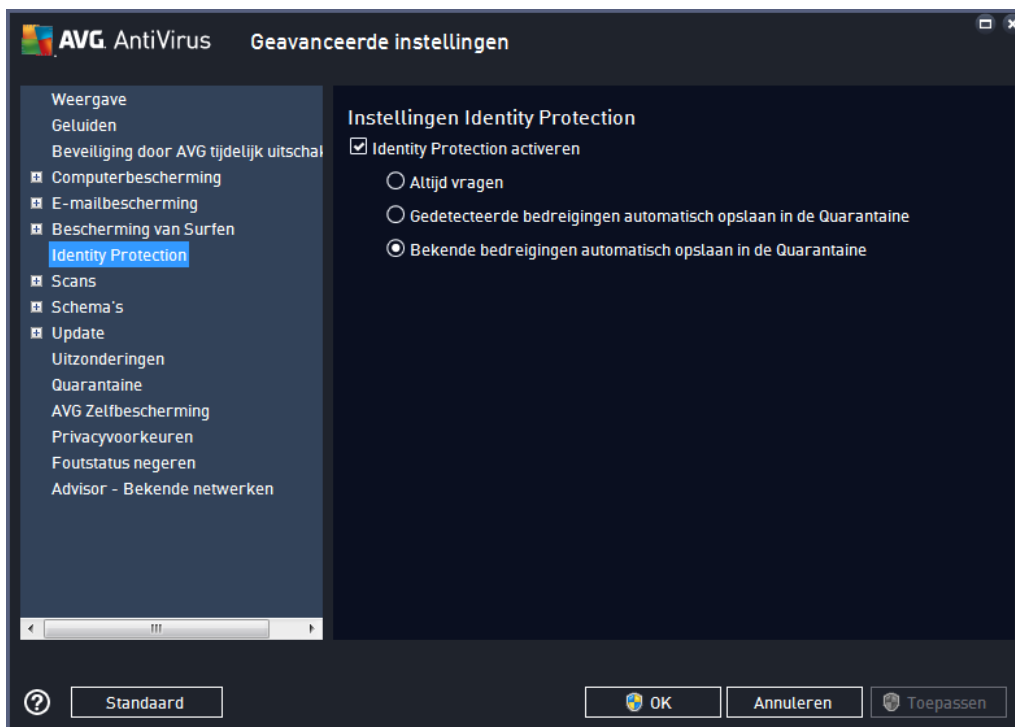 AVG. AntiVirus Geavanceerde instellingen
Weergave
Geluiden
Beveiliging door AVG tijdelijk uitschak
Computerbescherming
E-mailbescherming
Bescherming van Surfen
Identity Protection
Scans
Schema's
Update
Uitzonderingen
Quarantaine
AVG Zelfbescherming
Privacyvoorkeuren
Foutstatus negeren
Advisor - Bekende netwerken
Instellingen Identity Protection
Identity Protection activeren
Altijd vragen
Gedetecteerde bedreigingen automatisch opslaan in de Quarantaine
Bekende bedreigingen automatisch opslaan in de Quarantaine
? Standaard OK Annuleren Toepassen